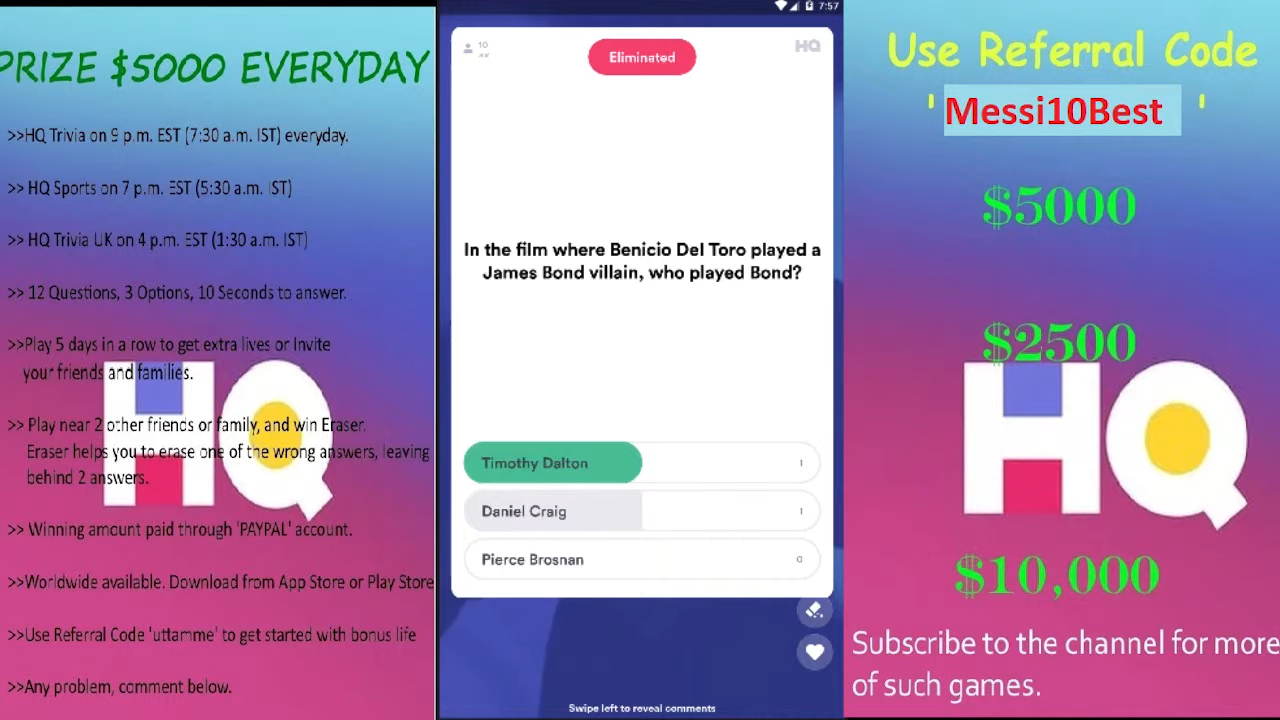 PRIZE $5000 EVERYDAY
>>HQ Trivia on 9 p.m. EST (7:30 a.m. IST) everyday.
>> HQ Sports on 7 p.m. EST (5:30 a.m. IST)
>> HQ Trivia UK on 4 p.m. EST (1:30 a.m. IST)
>> 12 Questions, 3 Options, 10 Seconds to answer.
>>Play 5 days in a row to get extra lives or Invite
your friends and families.
>> Play near 2 other friends or family, and win Eraser.
Eraser helps you to erase one of the wrong answers, leaving
behind 2 answers.
>> Winning amount paid through 'PAYPAL' account.
>>Worldwide available. Download from App Store or Play Store
>>Use Referral Code 'uttamme' to get started with bonus life
>>Any problem, comment below.
HQ
7:57
10
Eliminated
HQ
In the film where Benicio Del Toro played a
James Bond villain, who played Bond?
Timothy Dalton 1
Daniel Craig 1
Pierce Brosnan 0
Swipe left to reveal comments
Use Referral Code
' Messi10Best '
$5000
$2500
HQ
$10,000
Subscribe to the channel for more
of such games.